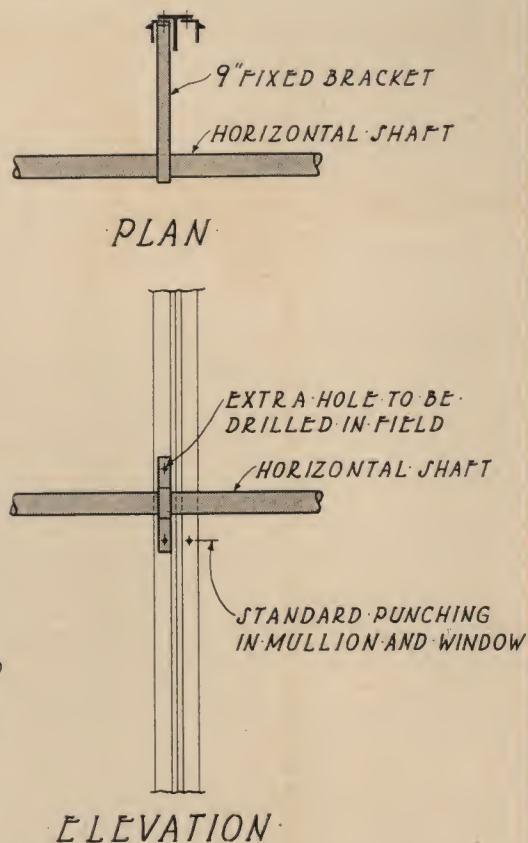 9" FIXED BRACKET
HORIZONTAL·SHAFT
·PLAN·
EXTRA·HOLE·TO·BE·
DRILLED·IN·FIELD
HORIZONTAL·SHAFT
STANDARD·PUNCHING
IN·MULLION·AND·WINDOW
ELEVATION·